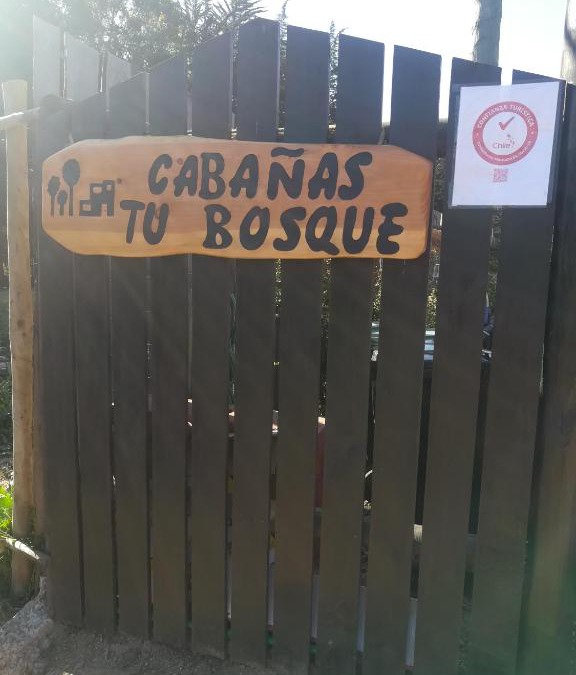 CABAÑAS
TU BOSQUE
CONFIANZA TURÍSTICA
Chile